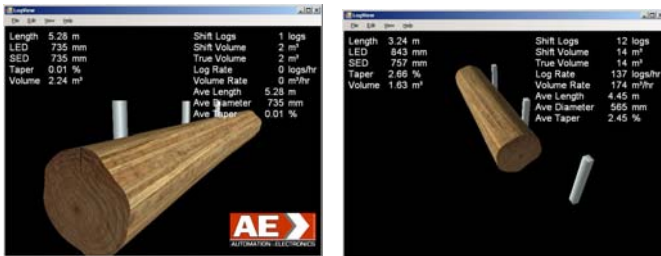 LogView
File Edit View Help
Length 5.28 m
LED 735 mm
SED 735 mm
Taper 0.01 %
Volume 2.24 m³
Shift Logs 1 logs
Shift Volume 2 m³
True Volume 2 m³
Log Rate 0 logs/hr
Volume Rate 0 m³/hr
Ave Length 5.28 m
Ave Diameter 735 mm
Ave Taper 0.01 %
AE
AUTOMATION ELECTRONICS
LogView
File Edit View Help
Length 3.24 m
LED 843 mm
SED 757 mm
Taper 2.66 %
Volume 1.63 m³
Shift Logs 12 logs
Shift Volume 14 m³
True Volume 14 m³
Log Rate 137 logs/hr
Volume Rate 174 m³/hr
Ave Length 4.45 m
Ave Diameter 565 mm
Ave Taper 2.45 %